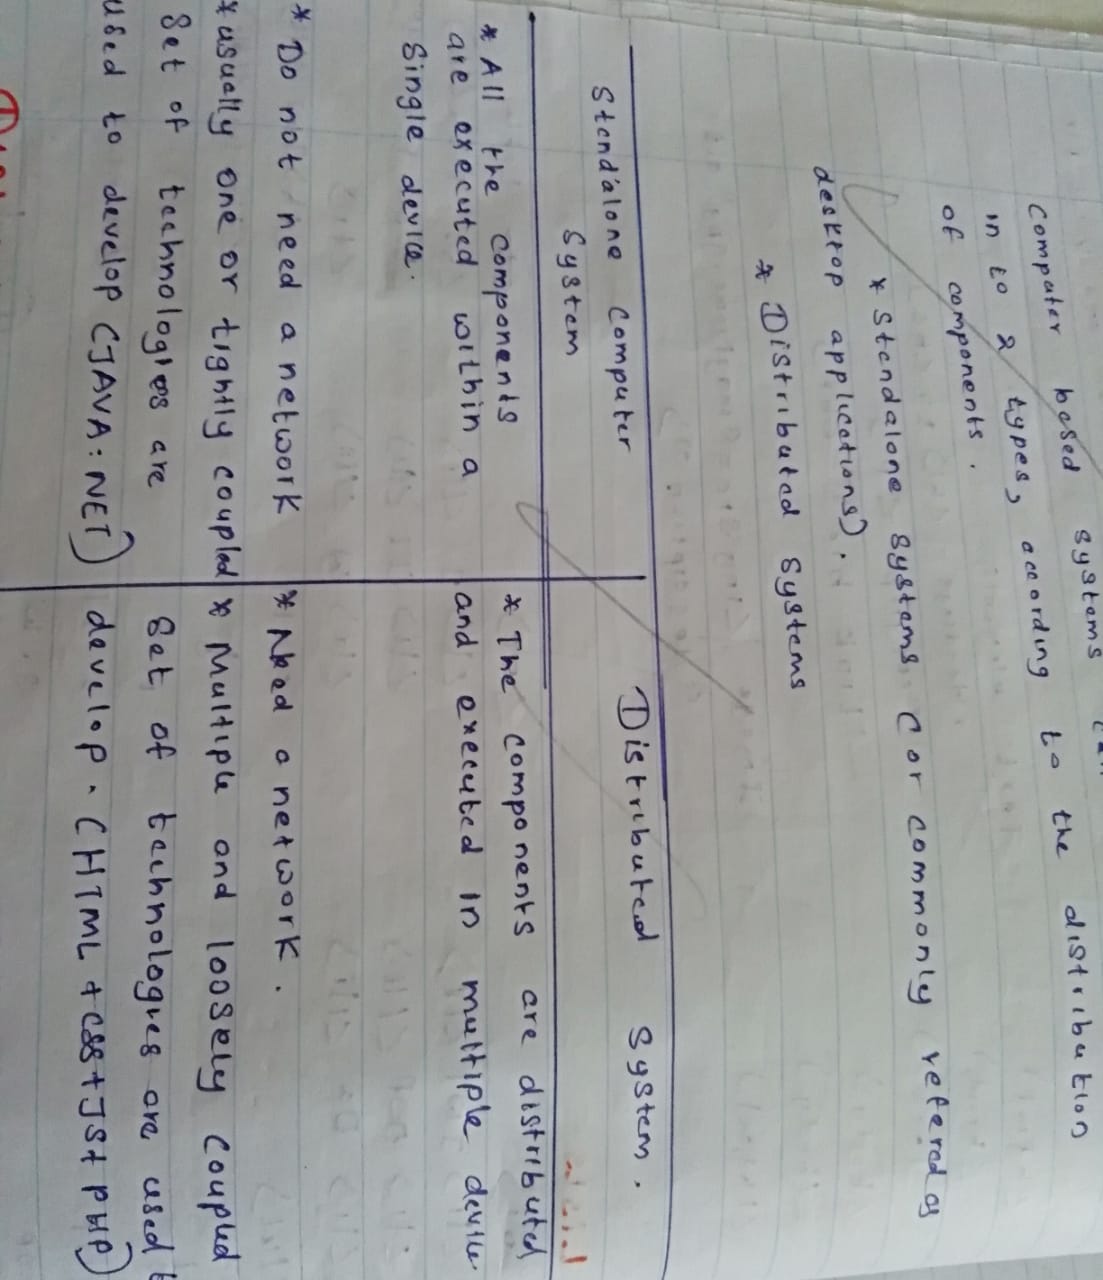 Computer based systems can
in to 2 types, according to the distribution
of components.
* Standalone systems (or commonly refered as
desktop applications).
* Distributed systems
Standalone computer
system
Distributed system.
* All the components
are executed within a
single device.
* The components are distributed
and executed in multiple device
* Do not need a network
* Need a network.
* usually one or tightly coupled
set of technologies are
used to develop (JAVA:NET)
* Multiple and loosely coupled
set of technologies are used t
develop. (HTML + CSS + JS + PHP)